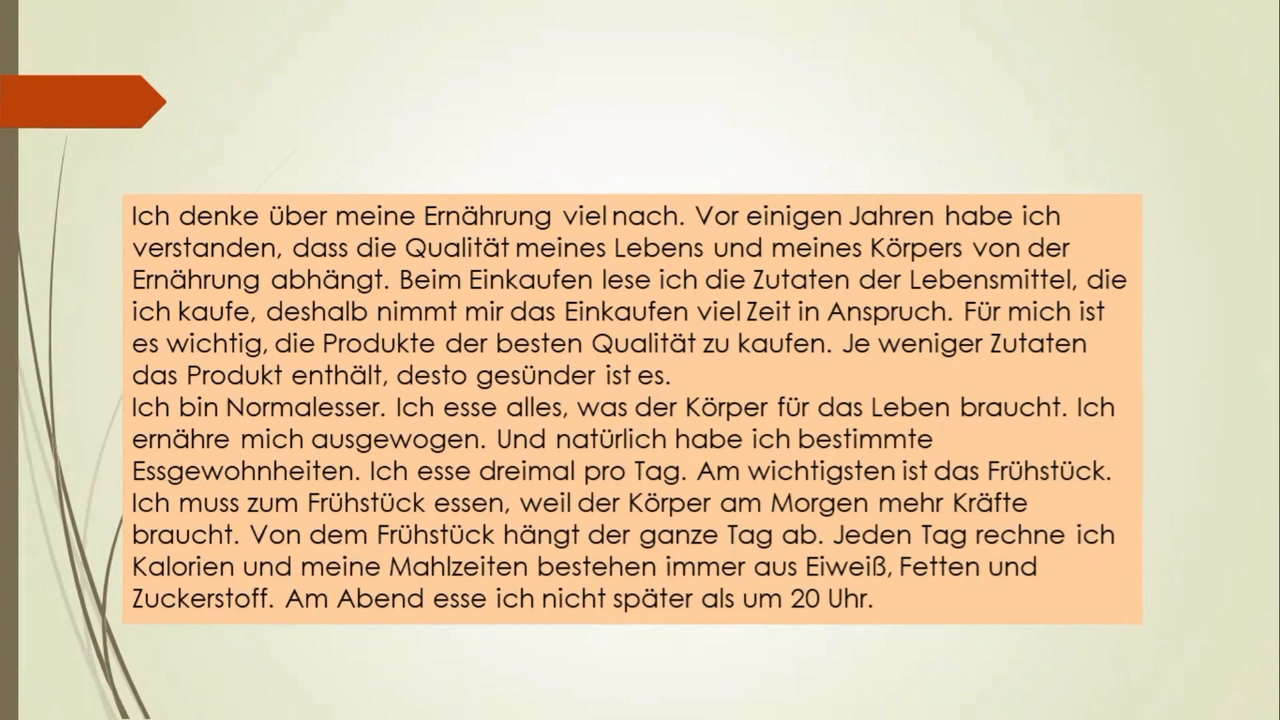 Ich denke über meine Ernährung viel nach. Vor einigen Jahren habe ich
verstanden, dass die Qualität meines Lebens und meines Körpers von der
Ernährung abhängt. Beim Einkaufen lese ich die Zutaten der Lebensmittel, die
ich kaufe, deshalb nimmt mir das Einkaufen viel Zeit in Anspruch. Für mich ist
es wichtig, die Produkte der besten Qualität zu kaufen. Je weniger Zutaten
das Produkt enthält, desto gesünder ist es.
Ich bin Normalesser. Ich esse alles, was der Körper für das Leben braucht. Ich
ernähre mich ausgewogen. Und natürlich habe ich bestimmte
Essgewohnheiten. Ich esse dreimal pro Tag. Am wichtigsten ist das Frühstück.
Ich muss zum Frühstück essen, weil der Körper am Morgen mehr Kräfte
braucht. Von dem Frühstück hängt der ganze Tag ab. Jeden Tag rechne ich
Kalorien und meine Mahlzeiten bestehen immer aus Eiweiß, Fetten und
Zuckerstoff. Am Abend esse ich nicht später als um 20 Uhr.